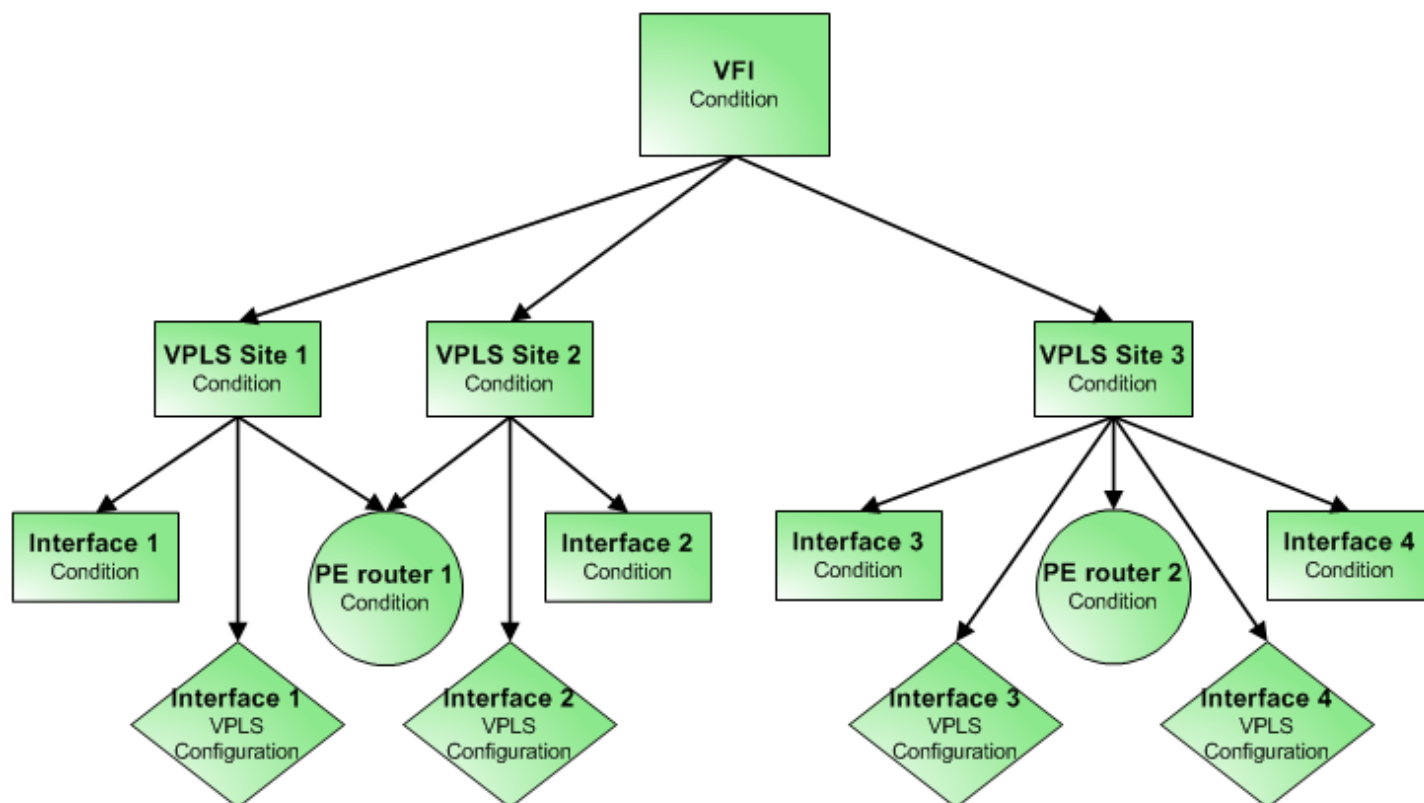 VFI
Condition
VPLS Site 1
Condition
VPLS Site 2
Condition
VPLS Site 3
Condition
Interface 1
Condition
PE router 1
Condition
Interface 2
Condition
Interface 3
Condition
PE router 2
Condition
Interface 4
Condition
Interface 1
VPLS
Configuration
Interface 2
VPLS
Configuration
Interface 3
VPLS
Configuration
Interface 4
VPLS
Configuration